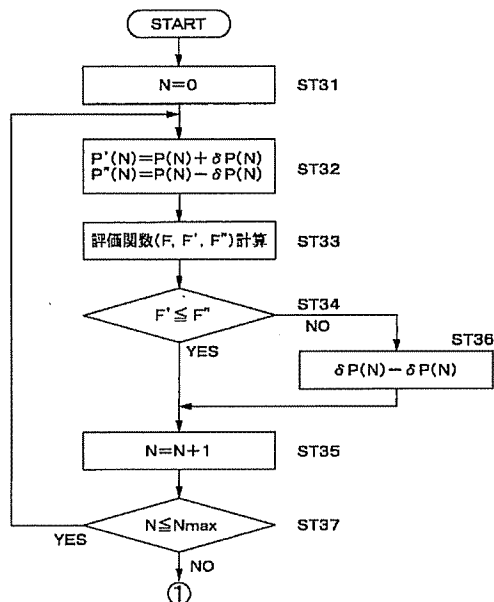 START
N=0
ST31
P'(N)=P(N)+δP(N)
P"(N)=P(N)-δP(N)
ST32
評価関数(F, F', F")計算
ST33
F'≦F"
ST34
NO
YES
ST36
δP(N)-δP(N)
N=N+1
ST35
N≦Nmax
ST37
YES
NO
①